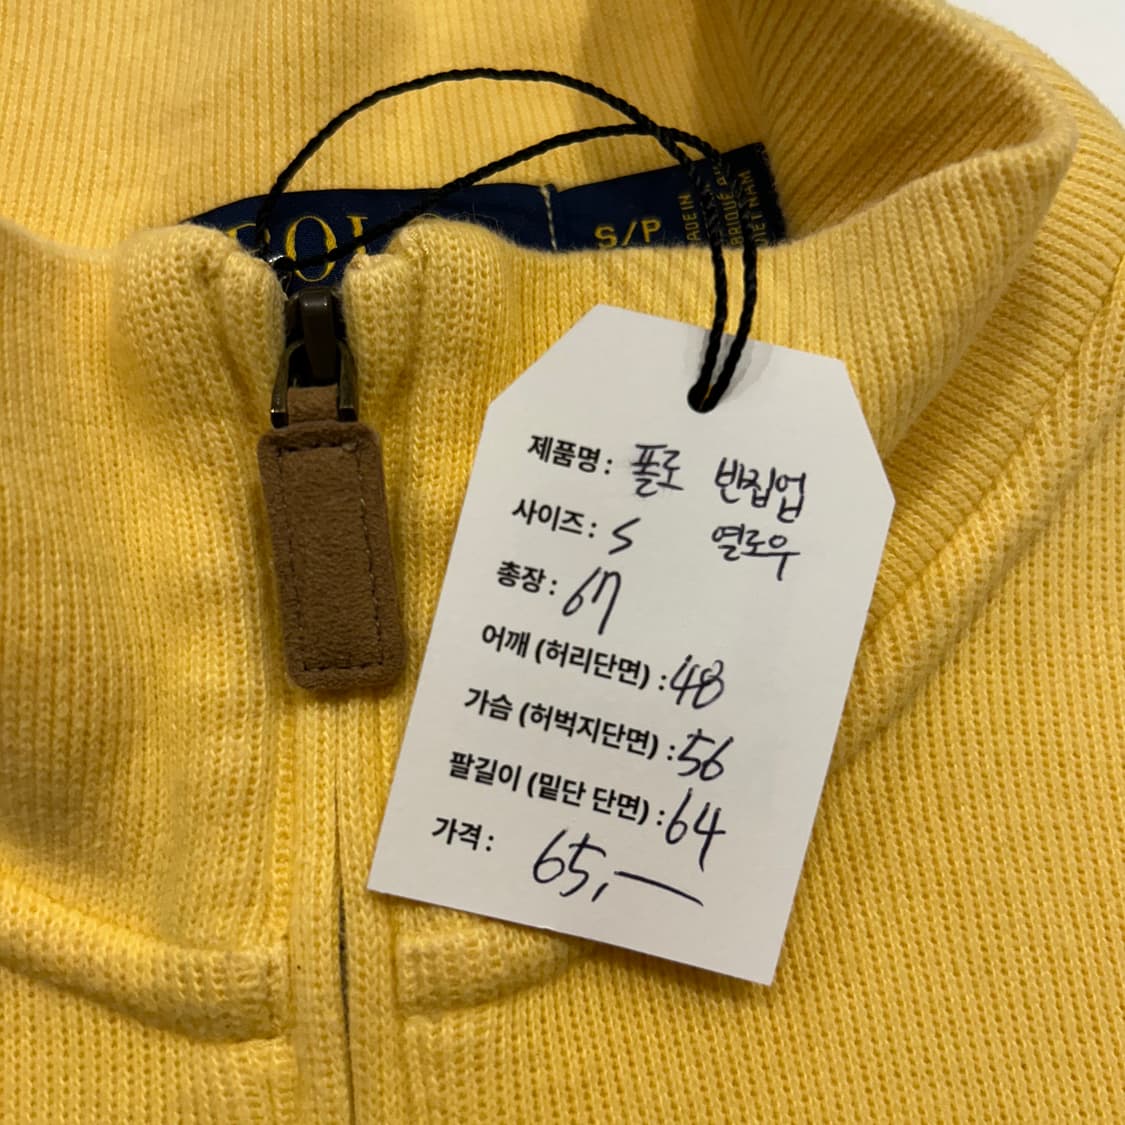 POL
S/P
MADE IN
VIETNAM
제품명 : 폴로 반집업
옐로우
사이즈 : S
총장 : 67
어깨 (허리단면) : 48
가슴 (허벅지단면) : 56
팔길이 (밑단 단면) : 64
가격 : 65,—